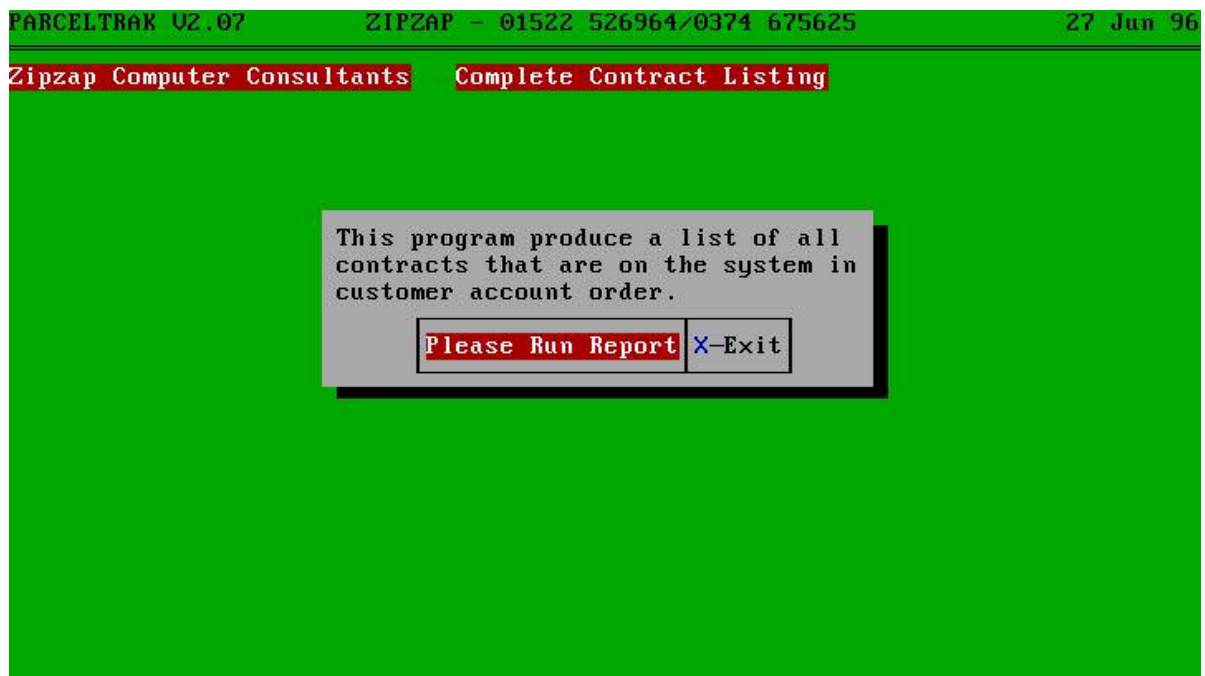 PARCELTRAK V2.07 ZIPZAP - 01522 526964/0374 675625 27 Jun 96
Zipzap Computer Consultants Complete Contract Listing
This program produce a list of all
contracts that are on the system in
customer account order.
Please Run Report X-Exit